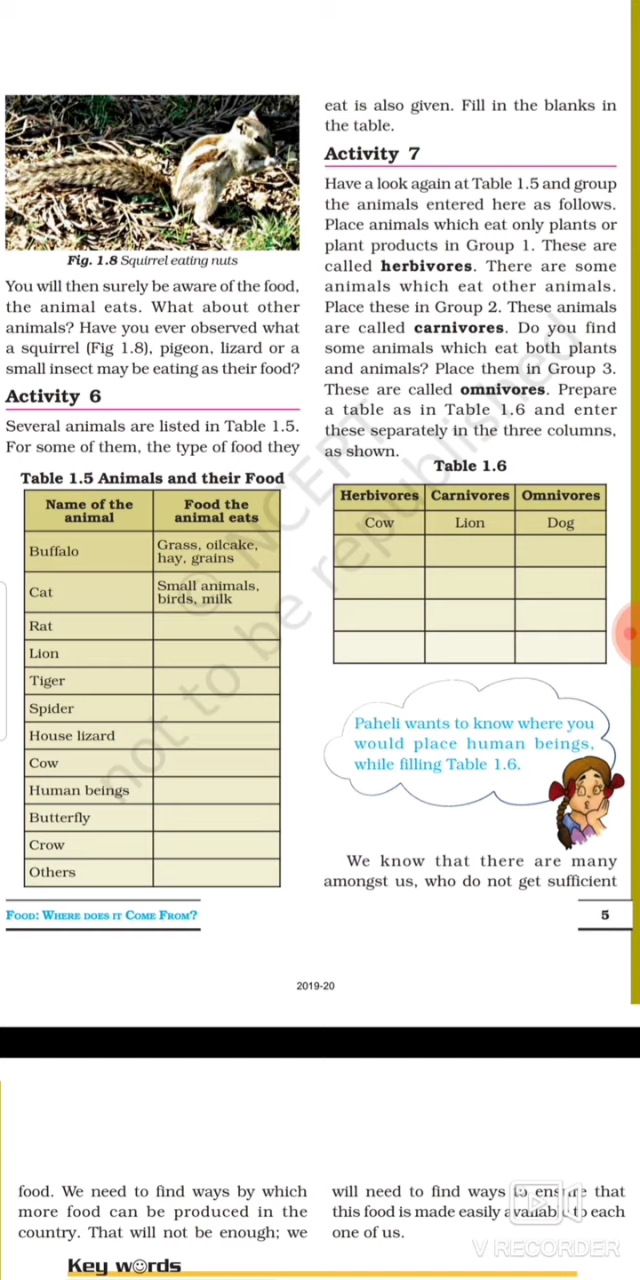 Fig. 1.8 Squirrel eating nuts
You will then surely be aware of the food,
the animal eats. What about other
animals? Have you ever observed what
a squirrel (Fig 1.8), pigeon, lizard or a
small insect may be eating as their food?
Activity 6
Several animals are listed in Table 1.5.
For some of them, the type of food they
Table 1.5 Animals and their Food
Name of the animal Food the animal eats
Buffalo Grass, oilcake, hay, grains
Cat Small animals, birds, milk
Rat
Lion
Tiger
Spider
House lizard
Cow
Human beings
Butterfly
Crow
Others
eat is also given. Fill in the blanks in
the table.
Activity 7
Have a look again at Table 1.5 and group
the animals entered here as follows.
Place animals which eat only plants or
plant products in Group 1. These are
called herbivores. There are some
animals which eat other animals.
Place these in Group 2. These animals
are called carnivores. Do you find
some animals which eat both plants
and animals? Place them in Group 3.
These are called omnivores. Prepare
a table as in Table 1.6 and enter
these separately in the three columns,
as shown.
Table 1.6
Herbivores Carnivores Omnivores
Cow Lion Dog
Paheli wants to know where you
would place human beings,
while filling Table 1.6.
We know that there are many
amongst us, who do not get sufficient
FOOD: WHERE DOES IT COME FROM?
5
2019-20
© NCERT
not to be republished
food. We need to find ways by which
more food can be produced in the
country. That will not be enough; we
will need to find ways to ensure that
this food is made easily available to each
one of us.
Key words
V RECORDER